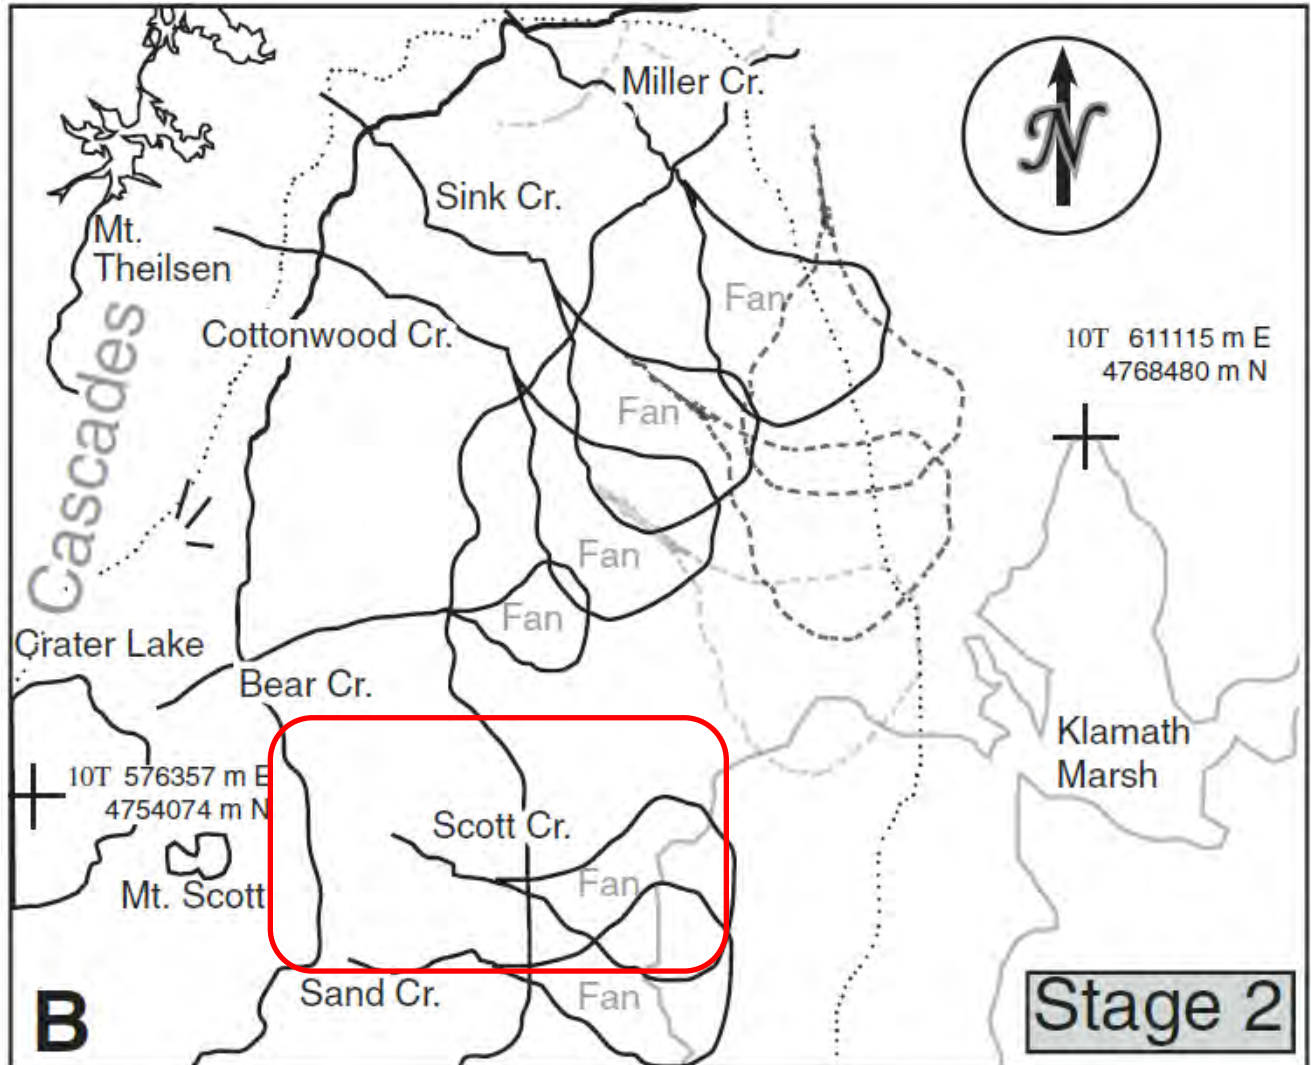 Miller Cr.
N
Sink Cr.
Mt.
Theilsen
Fan
Cottonwood Cr.
10T 611115 m E
4768480 m N
Cascades
Fan
Fan
Fan
Crater Lake
Bear Cr.
Klamath
Marsh
10T 576357 m E
4754074 m N
Scott Cr.
Mt. Scott
Fan
Sand Cr.
Fan
B
Stage 2